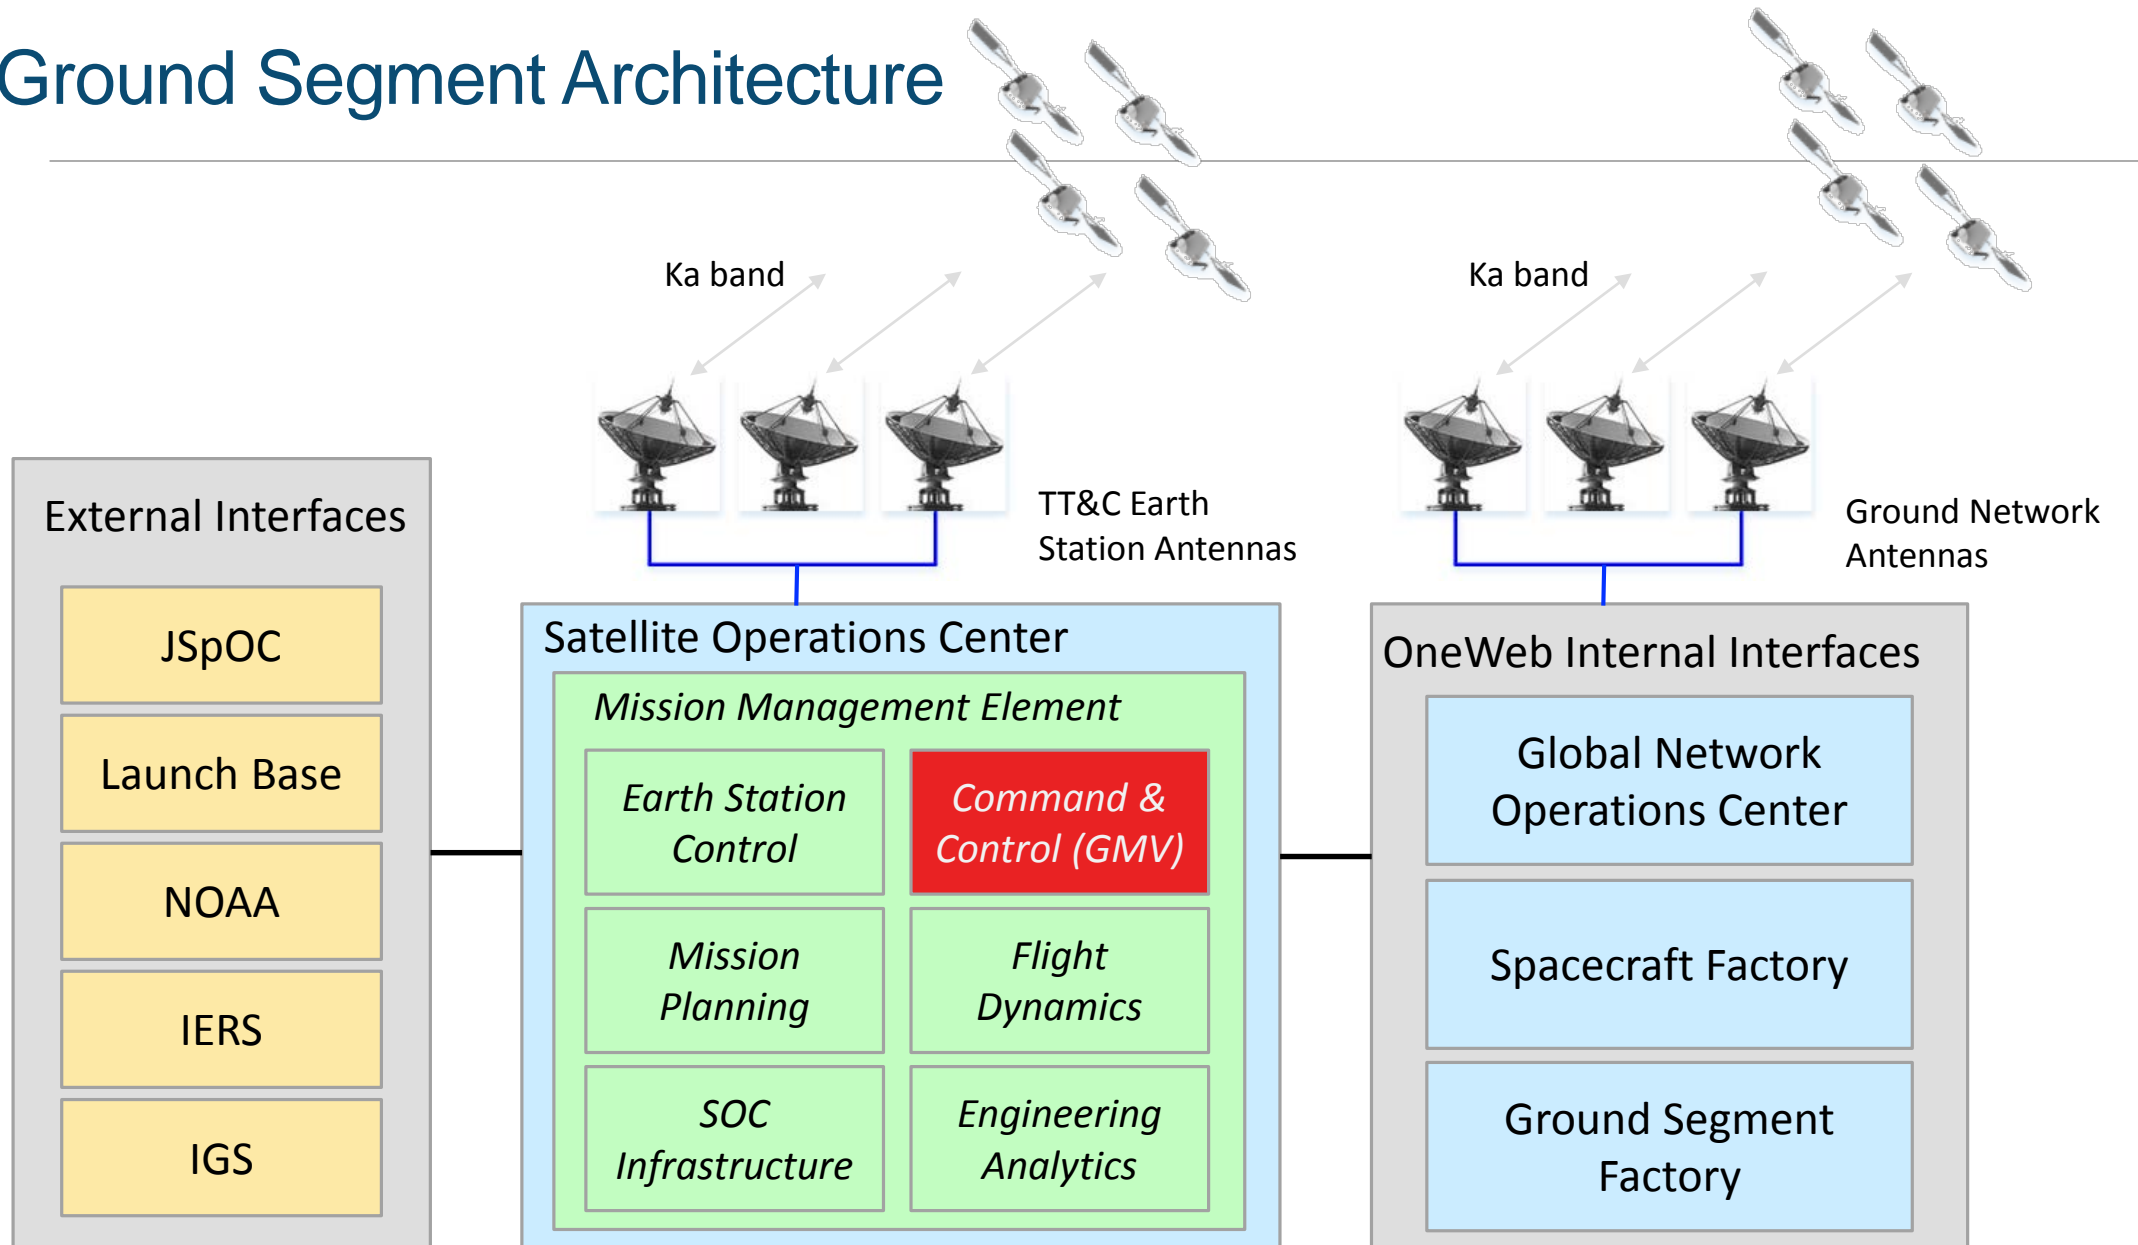 Ground Segment Architecture
Ka band
Ka band
TT&C Earth
Station Antennas
Ground Network
Antennas
External Interfaces
JSpOC
Launch Base
NOAA
IERS
IGS
Satellite Operations Center
Mission Management Element
Earth Station
Control
Command &
Control (GMV)
Mission
Planning
Flight
Dynamics
SOC
Infrastructure
Engineering
Analytics
OneWeb Internal Interfaces
Global Network
Operations Center
Spacecraft Factory
Ground Segment
Factory